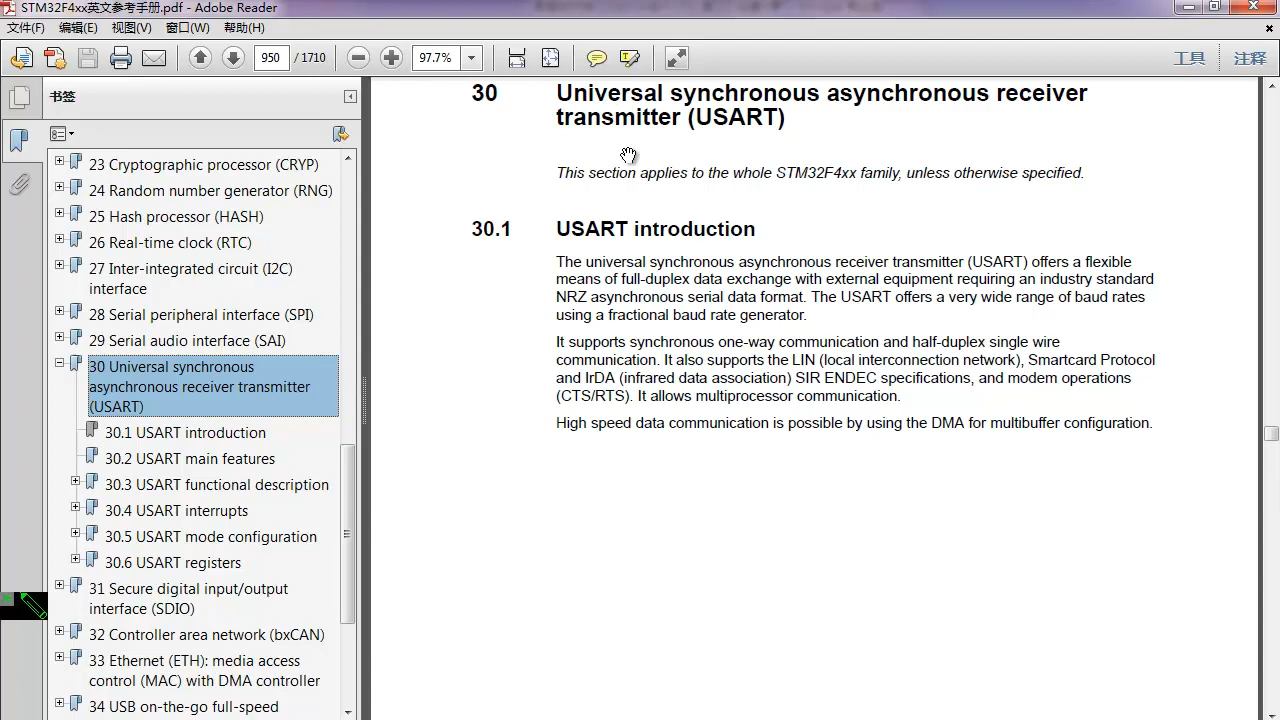 STM32F4xx英文参考手册.pdf - Adobe Reader
文件(F) 编辑(E) 视图(V) 窗口(W) 帮助(H)
950 / 1710 97.7% 工具 注释
书签
23 Cryptographic processor (CRYP)
24 Random number generator (RNG)
25 Hash processor (HASH)
26 Real-time clock (RTC)
27 Inter-integrated circuit (I2C)
interface
28 Serial peripheral interface (SPI)
29 Serial audio interface (SAI)
30 Universal synchronous
asynchronous receiver transmitter
(USART)
30.1 USART introduction
30.2 USART main features
30.3 USART functional description
30.4 USART interrupts
30.5 USART mode configuration
30.6 USART registers
31 Secure digital input/output
interface (SDIO)
32 Controller area network (bxCAN)
33 Ethernet (ETH): media access
control (MAC) with DMA controller
34 USB on-the-go full-speed
30 Universal synchronous asynchronous receiver
transmitter (USART)
This section applies to the whole STM32F4xx family, unless otherwise specified.
30.1 USART introduction
The universal synchronous asynchronous receiver transmitter (USART) offers a flexible
means of full-duplex data exchange with external equipment requiring an industry standard
NRZ asynchronous serial data format. The USART offers a very wide range of baud rates
using a fractional baud rate generator.
It supports synchronous one-way communication and half-duplex single wire
communication. It also supports the LIN (local interconnection network), Smartcard Protocol
and IrDA (infrared data association) SIR ENDEC specifications, and modem operations
(CTS/RTS). It allows multiprocessor communication.
High speed data communication is possible by using the DMA for multibuffer configuration.